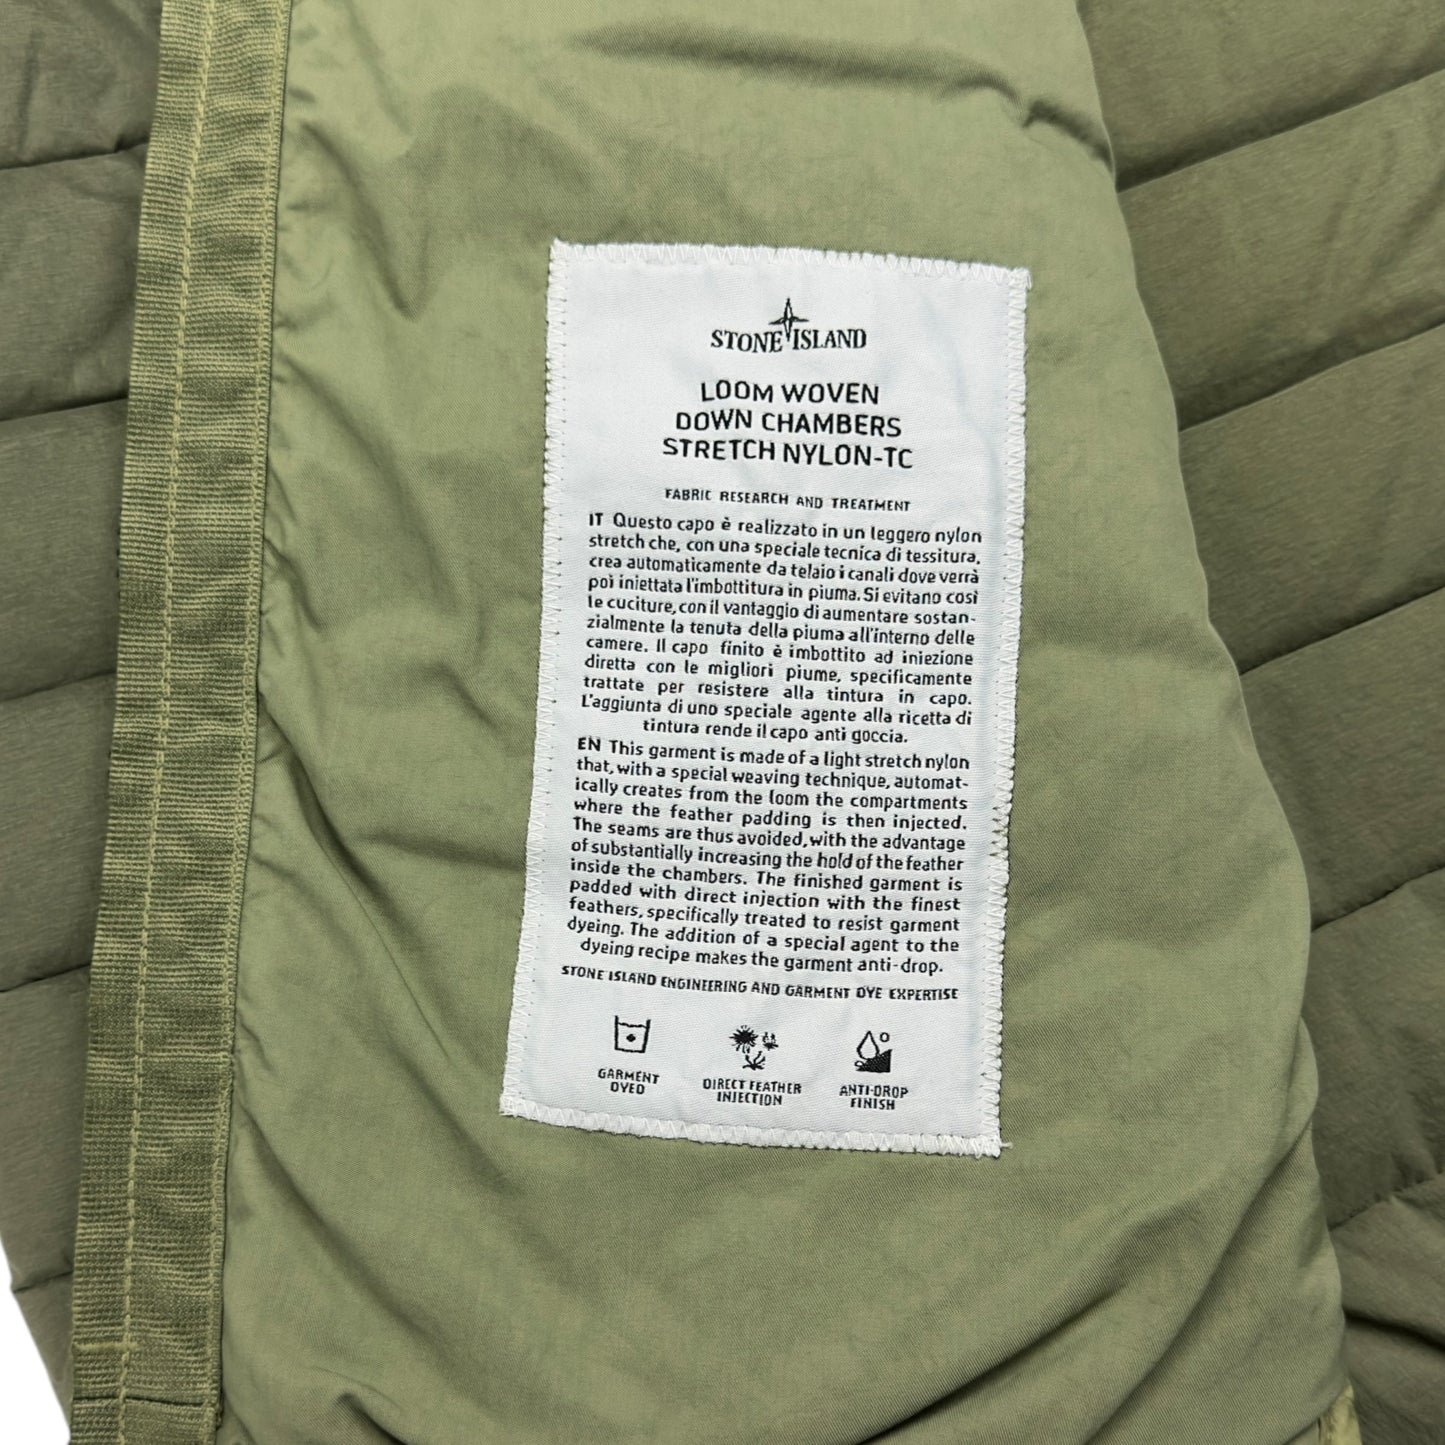 STONE ISLAND
LOOM WOVEN
DOWN CHAMBERS
STRETCH NYLON-TC
FABRIC RESEARCH AND TREATMENT
IT Questo capo è realizzato in un leggero nylon
stretch che, con una speciale tecnica di tessitura,
crea automaticamente da telaio i canali dove verrà
poi iniettata l'imbottitura in piuma. Si evitano così
le cuciture, con il vantaggio di aumentare sostan-
zialmente la tenuta della piuma all'interno delle
camere. Il capo finito è imbottito ad iniezione
diretta con le migliori piume, specificamente
trattate per resistere alla tintura in capo.
L'aggiunta di uno speciale agente alla ricetta di
tintura rende il capo anti goccia.
EN This garment is made of a light stretch nylon
that, with a special weaving technique, automat-
ically creates from the loom the compartments
where the feather padding is then injected.
The seams are thus avoided, with the advantage
of substantially increasing the hold of the feather
inside the chambers. The finished garment is
padded with direct injection with the finest
feathers, specifically treated to resist garment
dyeing. The addition of a special agent to the
dyeing recipe makes the garment anti-drop.
STONE ISLAND ENGINEERING AND GARMENT DYE EXPERTISE
GARMENT
DYED
DIRECT FEATHER
INJECTION
ANTI-DROP
FINISH